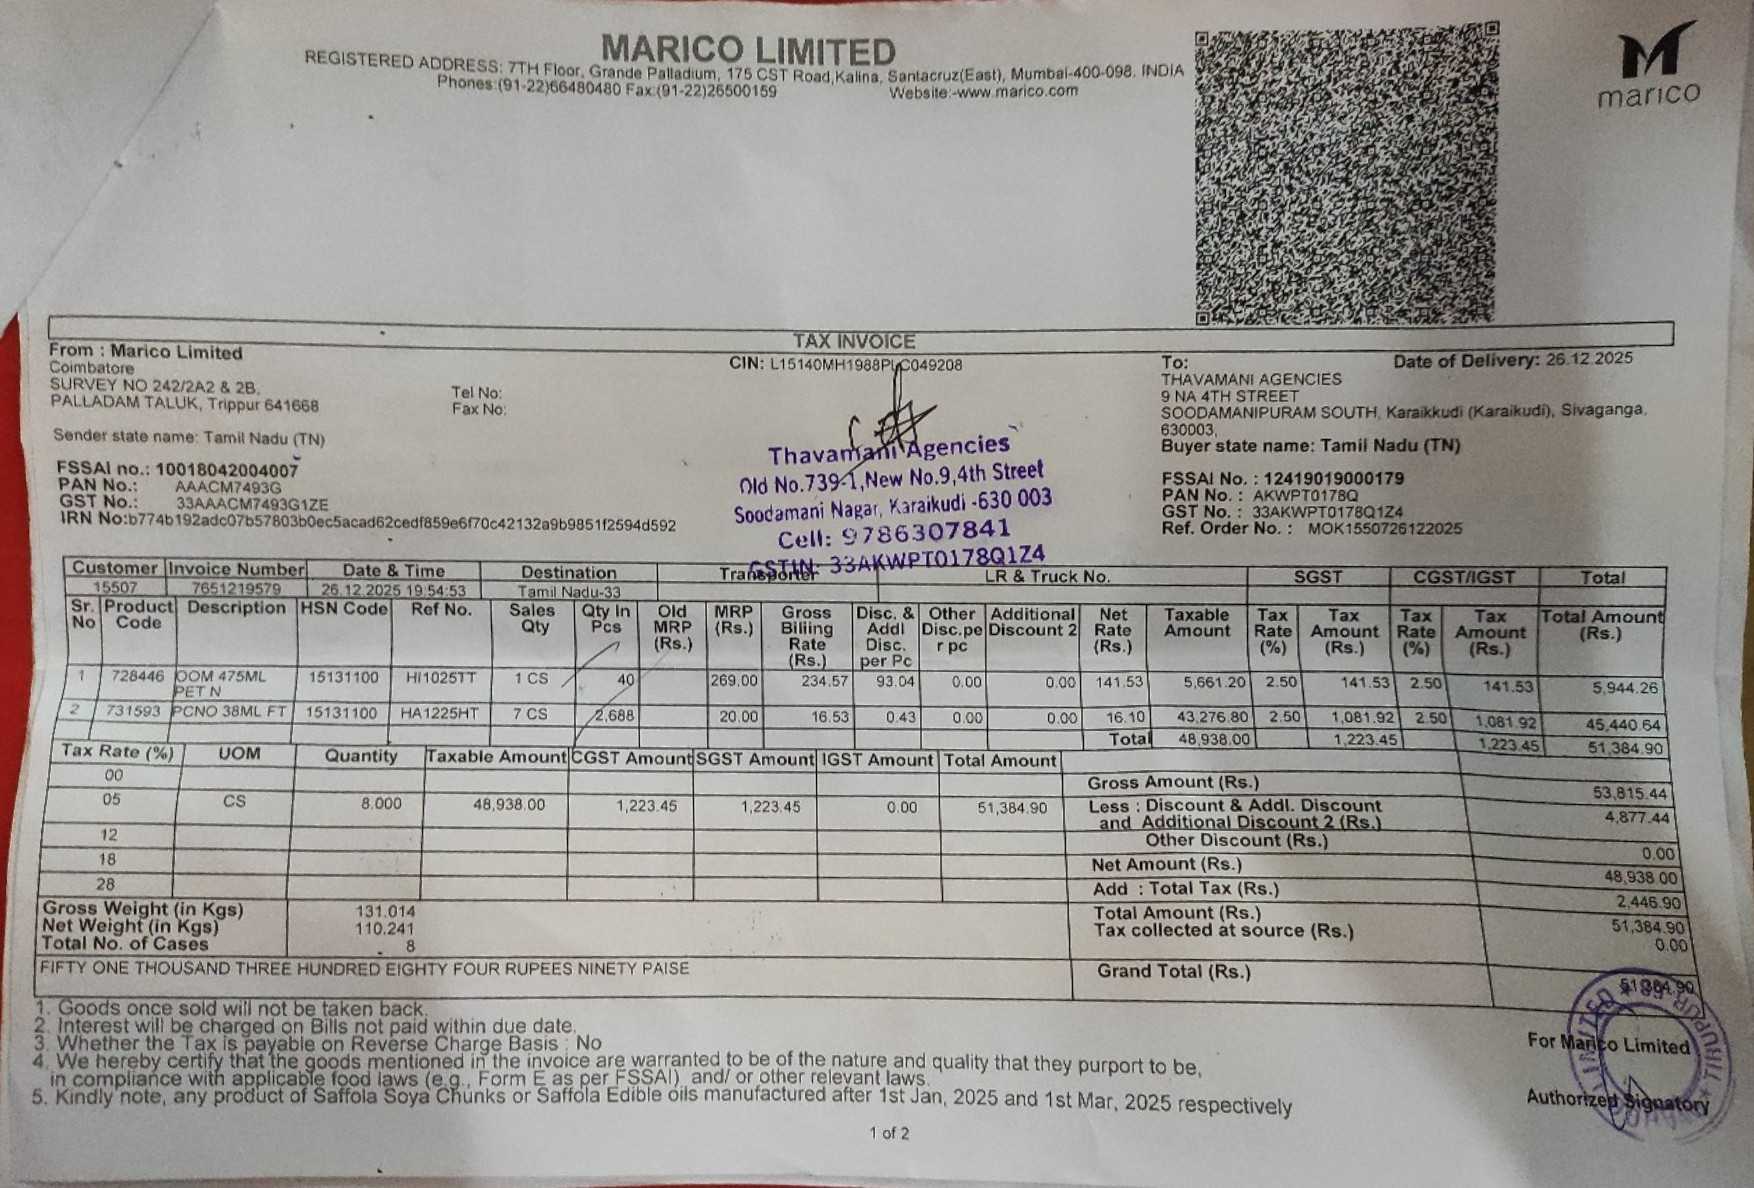 MARICO LIMITED
REGISTERED ADDRESS: 7TH Floor, Grande Palladium, 175 CST Road,Kalina, Santacruz(East), Mumbai-400-098. INDIA
Phones:(91-22)66480480 Fax:(91-22)26500159 Website:-www.marico.com
marico
TAX INVOICE
From : Marico Limited
Coimbatore
SURVEY NO 242/2A2 & 2B,
PALLADAM TALUK, Trippur 641668
Tel No:
Fax No:
Sender state name: Tamil Nadu (TN)
FSSAI no.: 10018042004007
PAN No.: AAACM7493G
GST No.: 33AAACM7493G1ZE
IRN No:b774b192adc07b57803b0ec5acad62cedf859e6f70c42132a9b9851f2594d592
CIN: L15140MH1988PLC049208
Thavamani Agencies
Old No.739-1,New No.9,4th Street
Soodamani Nagar, Karaikudi -630 003
Cell: 9786307841
GSTIN: 33AKWPT0178Q1Z4
To: Date of Delivery: 26.12.2025
THAVAMANI AGENCIES
9 NA 4TH STREET
SOODAMANIPURAM SOUTH, Karaikkudi (Karaikudi), Sivaganga,
630003,
Buyer state name: Tamil Nadu (TN)
FSSAI No. : 12419019000179
PAN No. : AKWPT0178Q
GST No. : 33AKWPT0178Q1Z4
Ref. Order No. : MOK1550726122025
Customer Invoice Number Date & Time Destination Transporter LR & Truck No. SGST CGST/IGST Total
15507 7651219579 26.12.2025 19:54:53 Tamil Nadu-33
Sr. No Product Code Description HSN Code Ref No. Sales Qty Qty In Pcs Old MRP (Rs.) MRP (Rs.) Gross Billing Rate (Rs.) Disc. & Addl Disc. per Pc Other Disc.pe r pc Additional Discount 2 Net Rate (Rs.) Taxable Amount Tax Rate (%) Tax Amount (Rs.) Tax Rate (%) Tax Amount (Rs.) Total Amount (Rs.)
1 728446 OOM 475ML PET N 15131100 HI1025TT 1 CS 40 269.00 234.57 93.04 0.00 0.00 141.53 5,661.20 2.50 141.53 2.50 141.53 5,944.26
2 731593 PCNO 38ML FT 15131100 HA1225HT 7 CS 2,688 20.00 16.53 0.43 0.00 0.00 16.10 43,276.80 2.50 1,081.92 2.50 1,081.92 45,440.64
Total 48,938.00 1,223.45 1,223.45 51,384.90
Tax Rate (%) UOM Quantity Taxable Amount CGST Amount SGST Amount IGST Amount Total Amount
00
05 CS 8.000 48,938.00 1,223.45 1,223.45 0.00 51,384.90
12
18
28
Gross Amount (Rs.) 53,815.44
Less : Discount & Addl. Discount
and Additional Discount 2 (Rs.) 4,877.44
Other Discount (Rs.) 0.00
Net Amount (Rs.) 48,938.00
Add : Total Tax (Rs.) 2,446.90
Total Amount (Rs.) 51,384.90
Tax collected at source (Rs.) 0.00
Gross Weight (in Kgs) 131.014
Net Weight (in Kgs) 110.241
Total No. of Cases 8
FIFTY ONE THOUSAND THREE HUNDRED EIGHTY FOUR RUPEES NINETY PAISE
Grand Total (Rs.) 51,384.90
1. Goods once sold will not be taken back.
2. Interest will be charged on Bills not paid within due date.
3. Whether the Tax is payable on Reverse Charge Basis : No
4. We hereby certify that the goods mentioned in the invoice are warranted to be of the nature and quality that they purport to be,
in compliance with applicable food laws (e.g., Form E as per FSSAI) and/ or other relevant laws.
5. Kindly note, any product of Saffola Soya Chunks or Saffola Edible oils manufactured after 1st Jan, 2025 and 1st Mar, 2025 respectively
For Marico Limited
Authorized Signatory
1 of 2